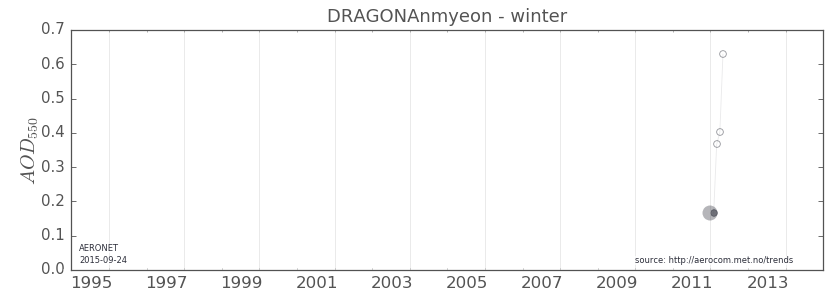 DRAGONAnmyeon - winter
0.7
0.6
0.5
0.4
0.3
0.2
0.1
0.0
AOD550
AERONET
2015-09-24
source: http://aerocom.met.no/trends
1995 1997 1999 2001 2003 2005 2007 2009 2011 2013